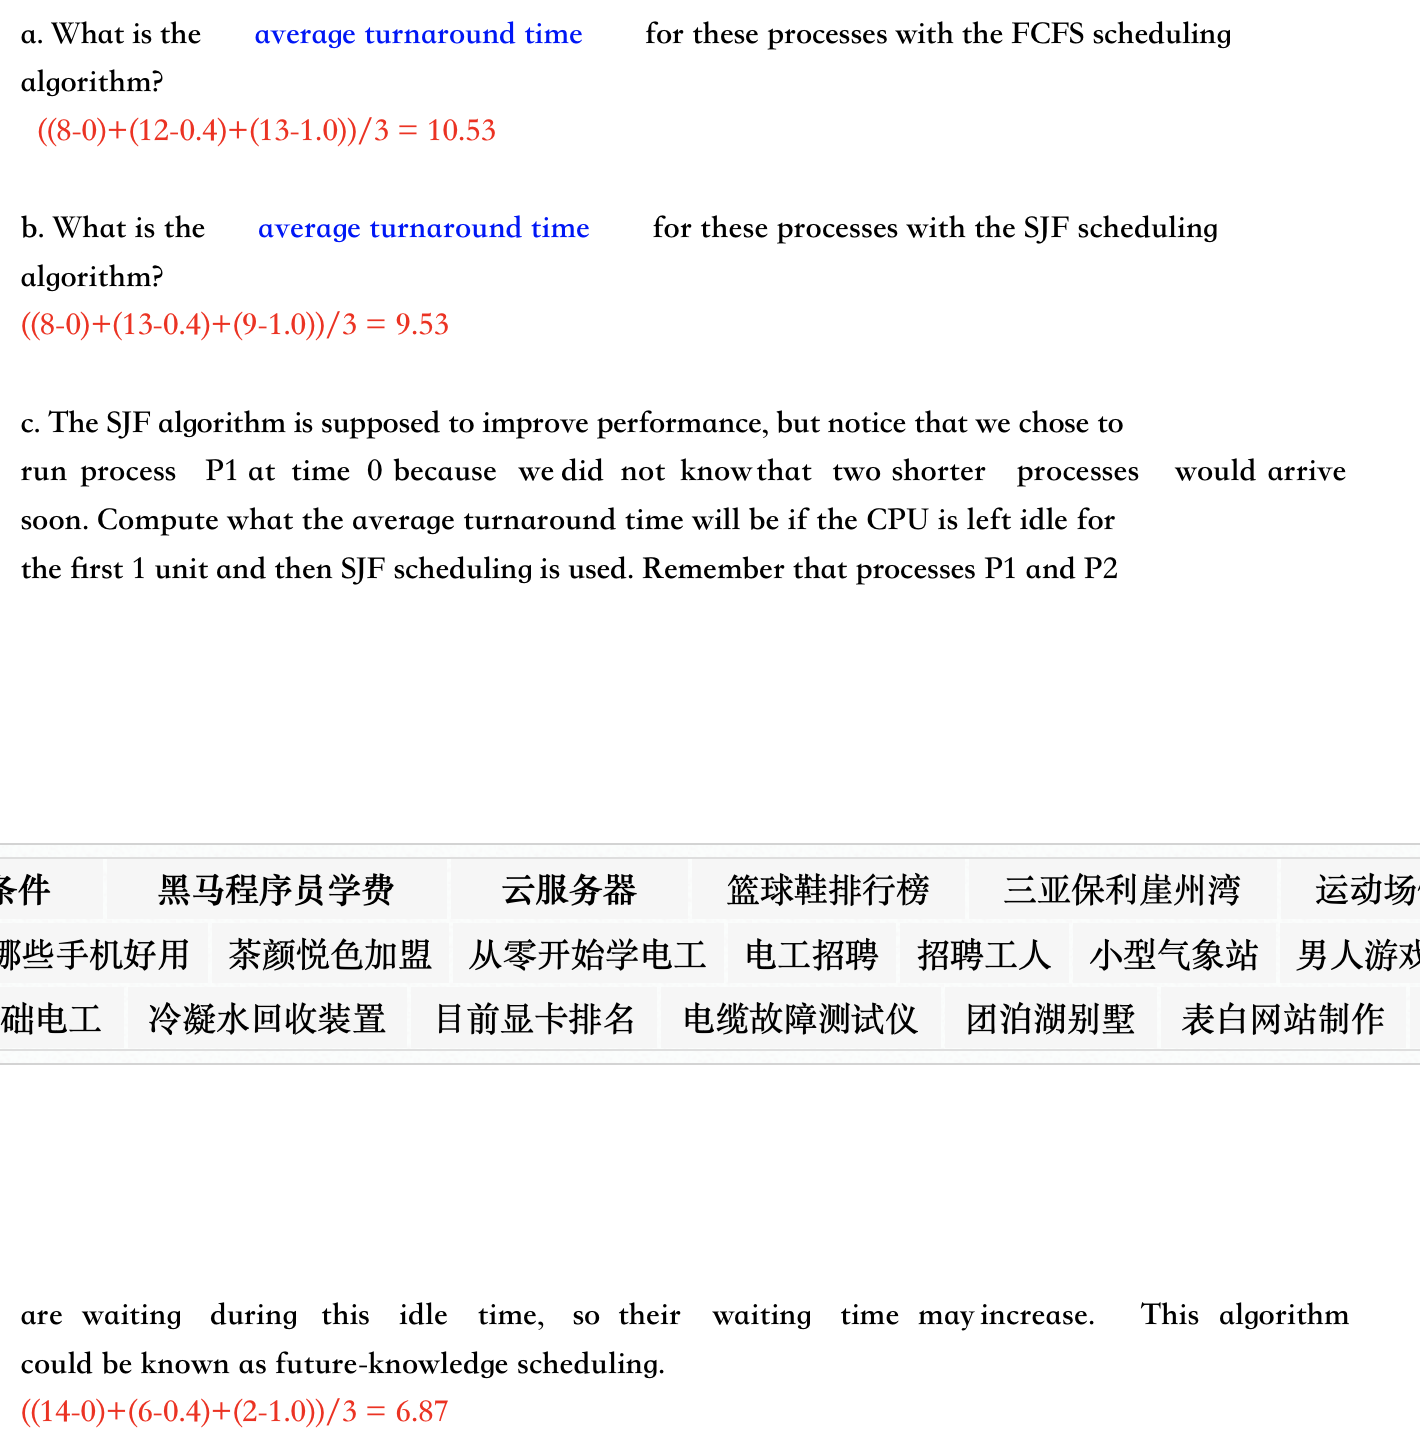 a. What is the average turnaround time for these processes with the FCFS scheduling
algorithm?
((8-0)+(12-0.4)+(13-1.0))/3 = 10.53
b. What is the average turnaround time for these processes with the SJF scheduling
algorithm?
((8-0)+(13-0.4)+(9-1.0))/3 = 9.53
c. The SJF algorithm is supposed to improve performance, but notice that we chose to
run process P1 at time 0 because we did not know that two shorter processes would arrive
soon. Compute what the average turnaround time will be if the CPU is left idle for
the first 1 unit and then SJF scheduling is used. Remember that processes P1 and P2
条件 黑马程序员学费 云服务器 篮球鞋排行榜 三亚保利崖州湾 运动场
哪些手机好用 茶颜悦色加盟 从零开始学电工 电工招聘 招聘工人 小型气象站 男人游戏
础电工 冷凝水回收装置 目前显卡排名 电缆故障测试仪 团泊湖别墅 表白网站制作
are waiting during this idle time, so their waiting time may increase. This algorithm
could be known as future-knowledge scheduling.
((14-0)+(6-0.4)+(2-1.0))/3 = 6.87